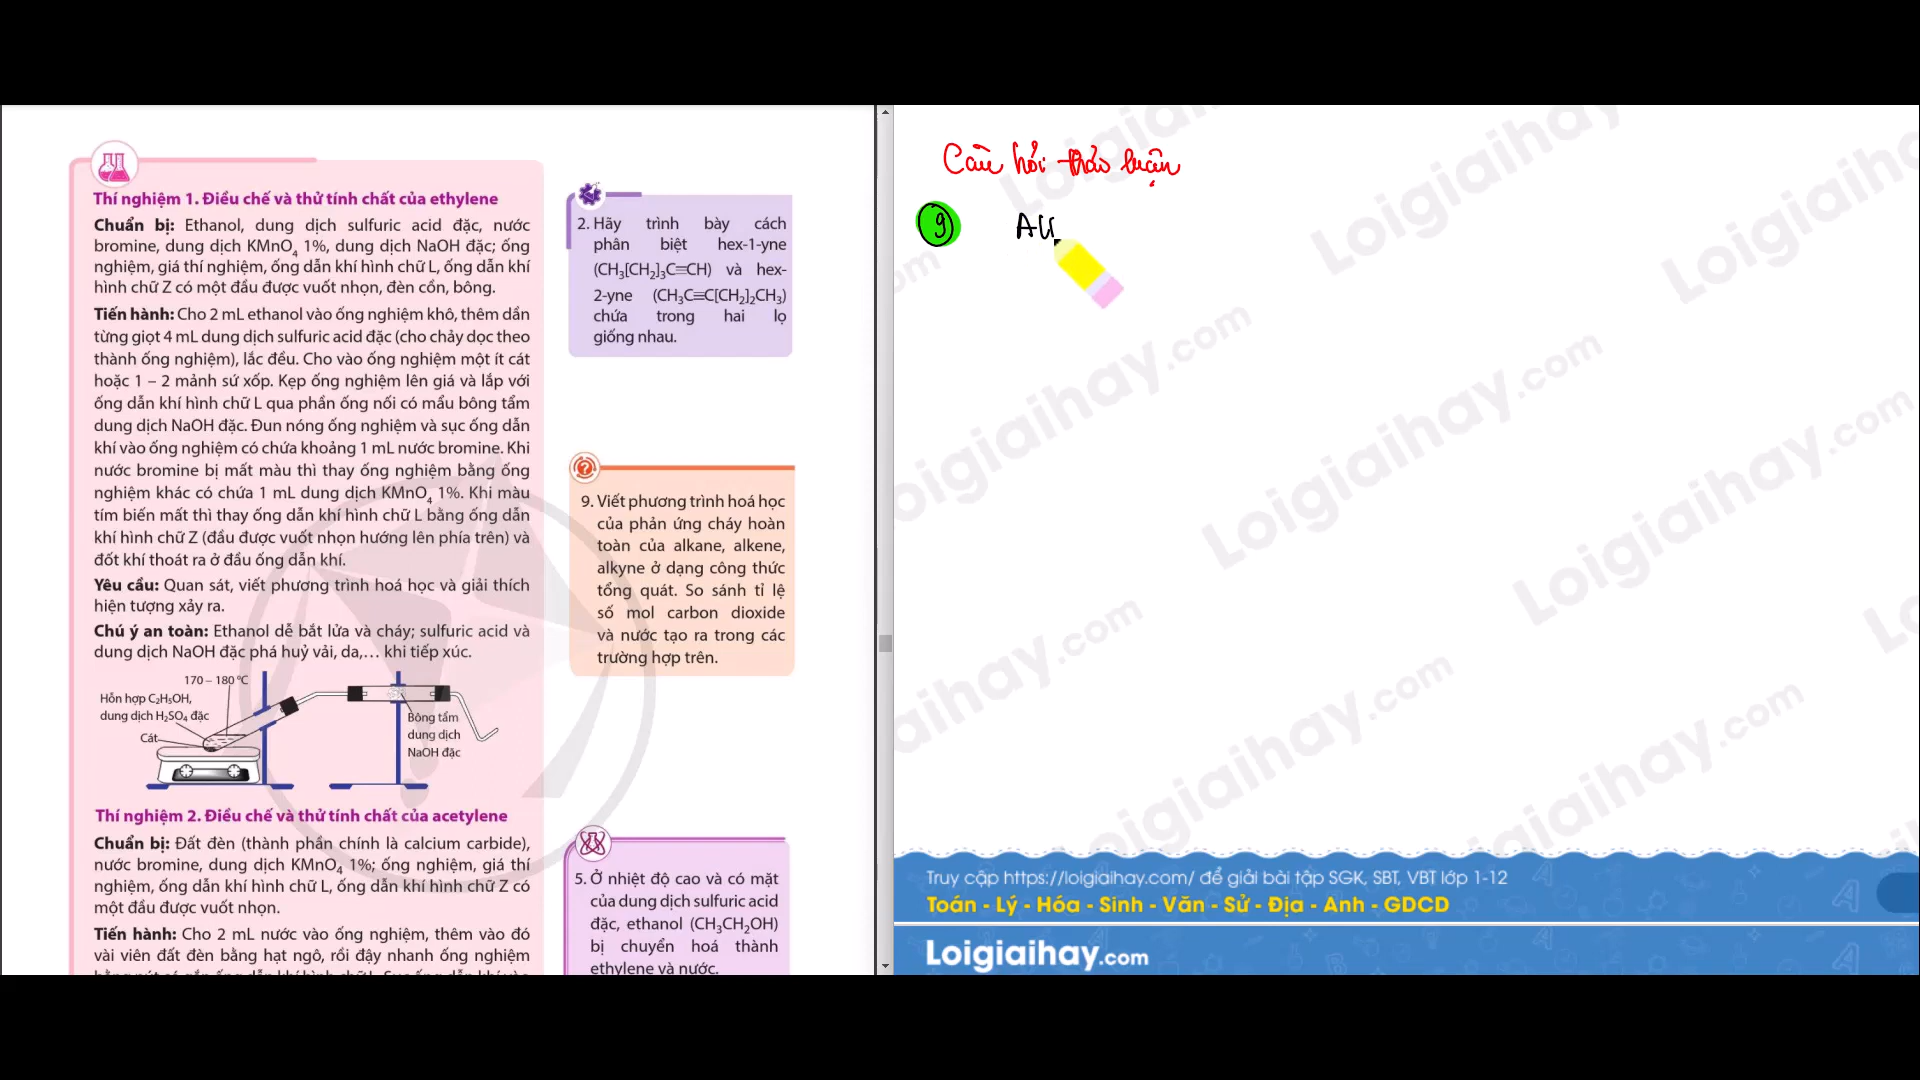 Thí nghiệm 1. Điều chế và thử tính chất của ethylene
Chuẩn bị: Ethanol, dung dịch sulfuric acid đặc, nước
bromine, dung dịch KMnO₄ 1%, dung dịch NaOH đặc; ống
nghiệm, giá thí nghiệm, ống dẫn khí hình chữ L, ống dẫn khí
hình chữ Z có một đầu được vuốt nhọn, đèn cồn, bông.
Tiến hành: Cho 2 mL ethanol vào ống nghiệm khô, thêm dần
từng giọt 4 mL dung dịch sulfuric acid đặc (cho chảy dọc theo
thành ống nghiệm), lắc đều. Cho vào ống nghiệm một ít cát
hoặc 1 – 2 mảnh sứ xốp. Kẹp ống nghiệm lên giá và lắp với
ống dẫn khí hình chữ L qua phần ống nối có mẩu bông tẩm
dung dịch NaOH đặc. Đun nóng ống nghiệm và sục ống dẫn
khí vào ống nghiệm có chứa khoảng 1 mL nước bromine. Khi
nước bromine bị mất màu thì thay ống nghiệm bằng ống
nghiệm khác có chứa 1 mL dung dịch KMnO₄ 1%. Khi màu
tím biến mất thì thay ống dẫn khí hình chữ L bằng ống dẫn
khí hình chữ Z (đầu được vuốt nhọn hướng lên phía trên) và
đốt khí thoát ra ở đầu ống dẫn khí.
Yêu cầu: Quan sát, viết phương trình hoá học và giải thích
hiện tượng xảy ra.
Chú ý an toàn: Ethanol dễ bắt lửa và cháy; sulfuric acid và
dung dịch NaOH đặc phá huỷ vải, da,... khi tiếp xúc.
170 – 180 ℃
Hỗn hợp C₂H₅OH,
dung dịch H₂SO₄ đặc
Cát
Bông tẩm
dung dịch
NaOH đặc
Thí nghiệm 2. Điều chế và thử tính chất của acetylene
Chuẩn bị: Đất đèn (thành phần chính là calcium carbide),
nước bromine, dung dịch KMnO₄ 1%; ống nghiệm, giá thí
nghiệm, ống dẫn khí hình chữ L, ống dẫn khí hình chữ Z có
một đầu được vuốt nhọn.
Tiến hành: Cho 2 mL nước vào ống nghiệm, thêm vào đó
vài viên đất đèn bằng hạt ngô, rồi đậy nhanh ống nghiệm
2. Hãy trình bày cách
phân biệt hex-1-yne
(CH₃[CH₂]₃C≡CH) và hex-
2-yne (CH₃C≡C[CH₂]₂CH₃)
chứa trong hai lọ
giống nhau.
9. Viết phương trình hoá học
của phản ứng cháy hoàn
toàn của alkane, alkene,
alkyne ở dạng công thức
tổng quát. So sánh tỉ lệ
số mol carbon dioxide
và nước tạo ra trong các
trường hợp trên.
5. Ở nhiệt độ cao và có mặt
của dung dịch sulfuric acid
đặc, ethanol (CH₃CH₂OH)
bị chuyển hoá thành
ethylene và nước.
Câu hỏi thảo luận
9
Truy cập https://loigiaihay.com/ để giải bài tập SGK, SBT, VBT lớp 1-12
Toán - Lý - Hóa - Sinh - Văn - Sử - Địa - Anh - GDCD
Loigiaihay.com